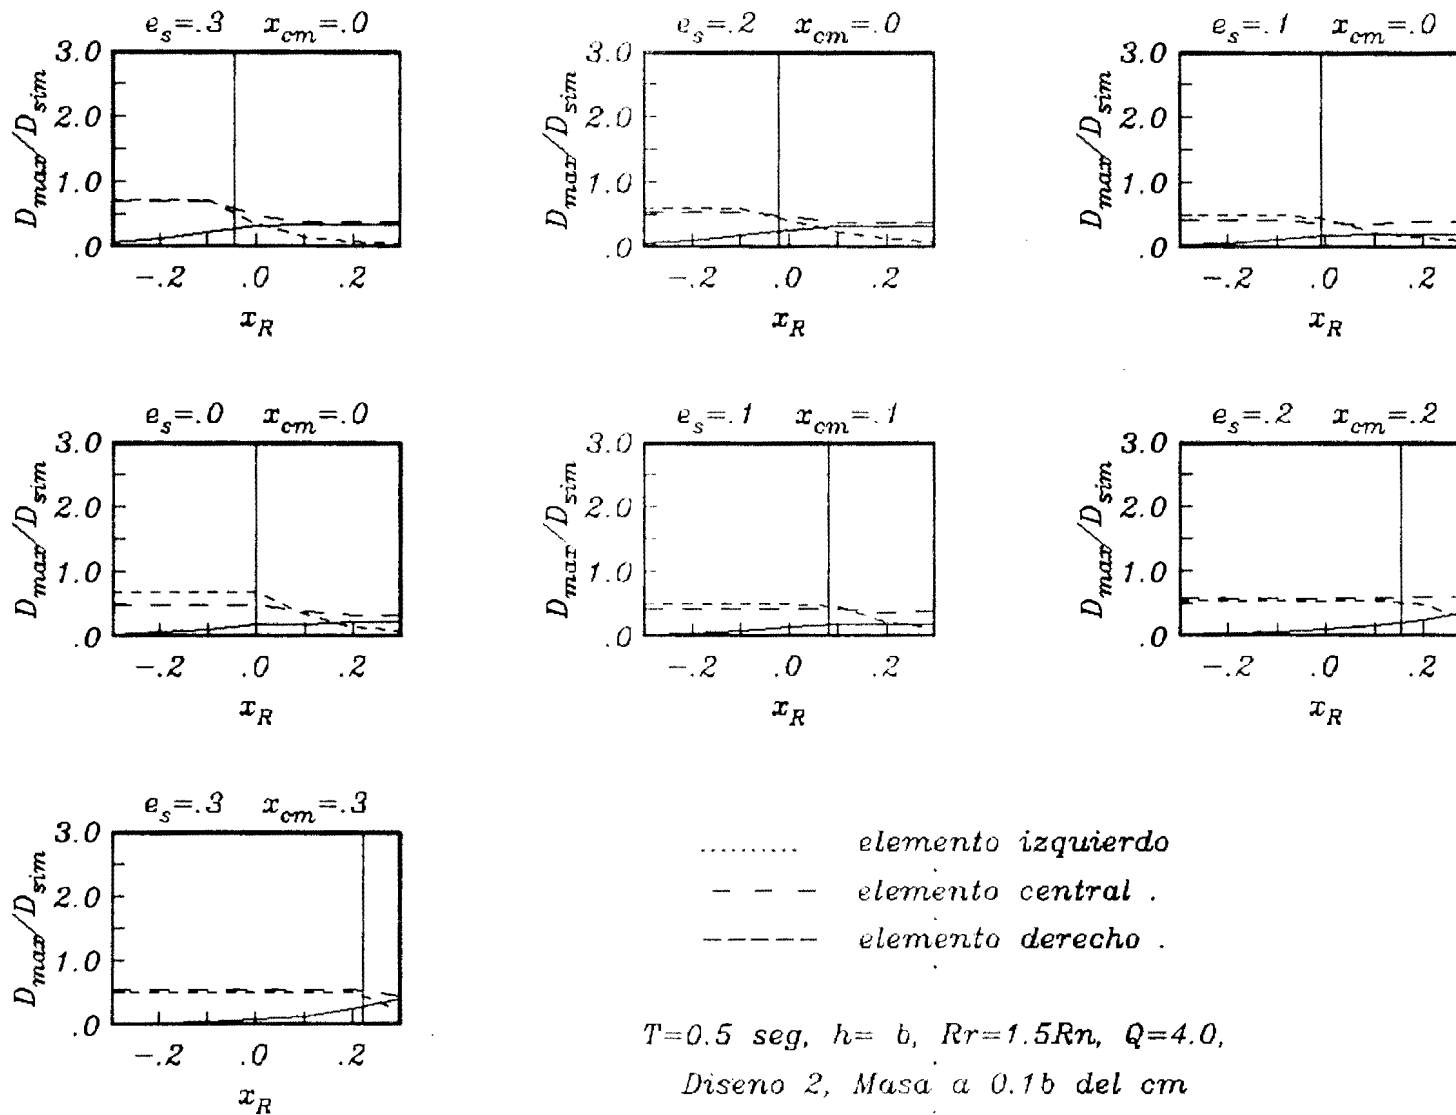 e_s=.3 x_cm=.0
D_max/D_sim
3.0
2.0
1.0
.0
-.2 .0 .2
x_R
e_s=.2 x_cm=.0
D_max/D_sim
3.0
2.0
1.0
.0
-.2 .0 .2
x_R
e_s=.1 x_cm=.0
D_max/D_sim
3.0
2.0
1.0
.0
-.2 .0 .2
x_R
e_s=.0 x_cm=.0
D_max/D_sim
3.0
2.0
1.0
.0
-.2 .0 .2
x_R
e_s=.1 x_cm=.1
D_max/D_sim
3.0
2.0
1.0
.0
-.2 .0 .2
x_R
e_s=.2 x_cm=.2
D_max/D_sim
3.0
2.0
1.0
.0
-.2 .0 .2
x_R
e_s=.3 x_cm=.3
D_max/D_sim
3.0
2.0
1.0
.0
-.2 .0 .2
x_R
elemento izquierdo
elemento central .
elemento derecho .
T=0.5 seg, h= b, Rr=1.5Rn, Q=4.0,
Diseno 2, Masa a 0.1b del cm